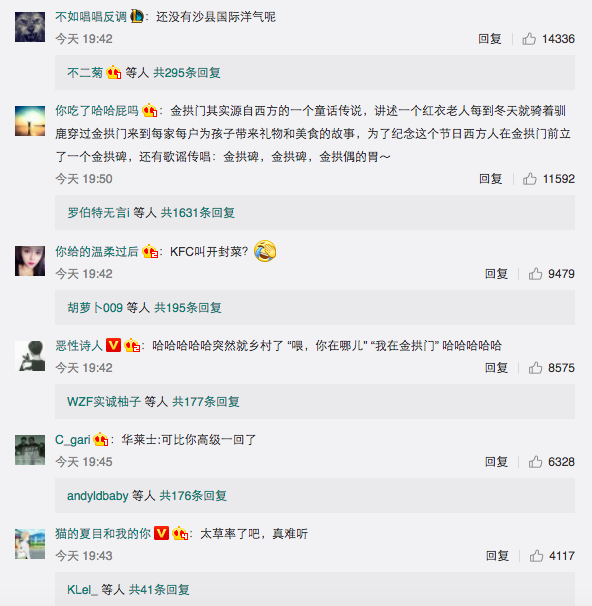 不如唱唱反调：还没有沙县国际洋气呢
今天 19:42 回复 14336
不二菊 等人 共295条回复
你吃了哈哈屁吗：金拱门其实源自西方的一个童话传说，讲述一个红衣老人每到冬天就骑着驯
鹿穿过金拱门来到每家每户为孩子带来礼物和美食的故事，为了纪念这个节日西方人在金拱门前立
了一个金拱碑，还有歌谣传唱：金拱碑，金拱碑，金拱偶的胃～
今天 19:50 回复 11592
罗伯特无言i 等人 共1631条回复
你给的温柔过后：KFC叫开封菜？
今天 19:42 回复 9479
胡萝卜009 等人 共195条回复
恶性诗人：哈哈哈哈哈突然就乡村了 “喂，你在哪儿” “我在金拱门” 哈哈哈哈哈
今天 19:42 回复 8575
WZF实诚柚子 等人 共177条回复
C_gari：华莱士:可比你高级一回了
今天 19:45 回复 6328
andyldbaby 等人 共176条回复
猫的夏目和我的你：太草率了吧，真难听
今天 19:43 回复 4117
KLel_ 等人 共41条回复